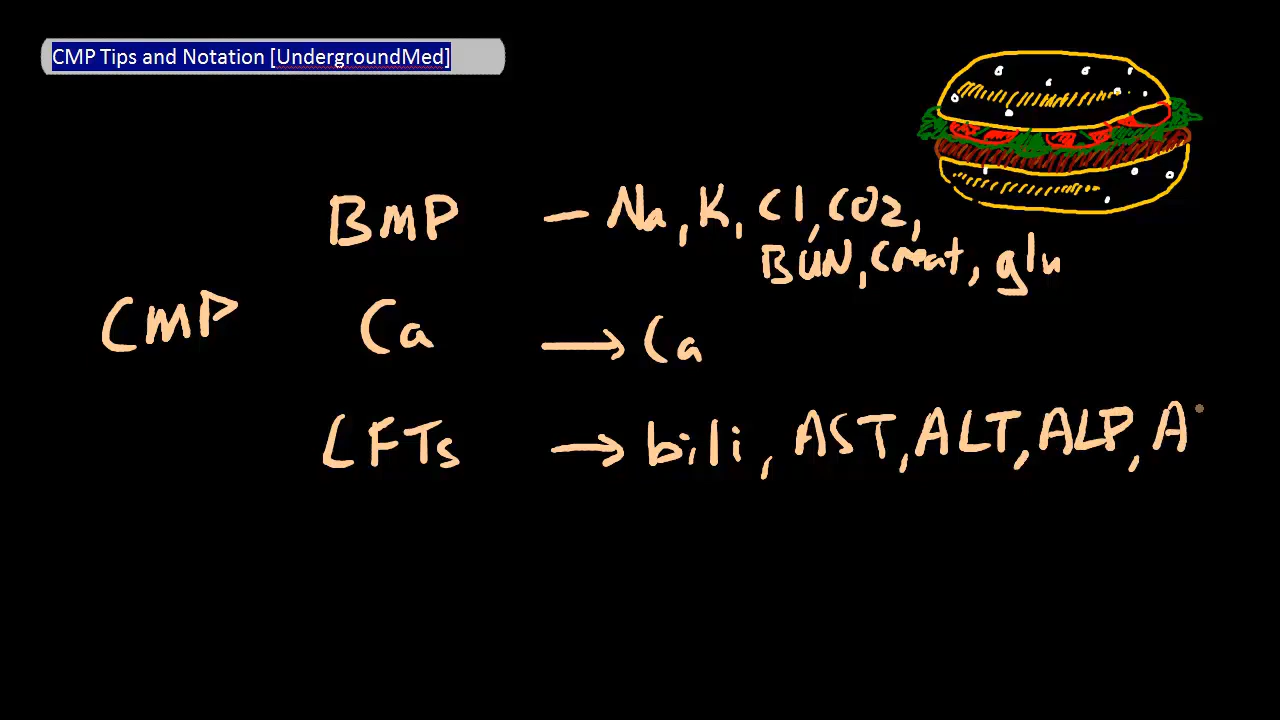 CMP Tips and Notation [UndergroundMed]
BMP – Na, K, Cl, CO2,
BUN, Creat, glu
CMP
Ca → Ca
LFTs → bili, AST, ALT, ALP, A